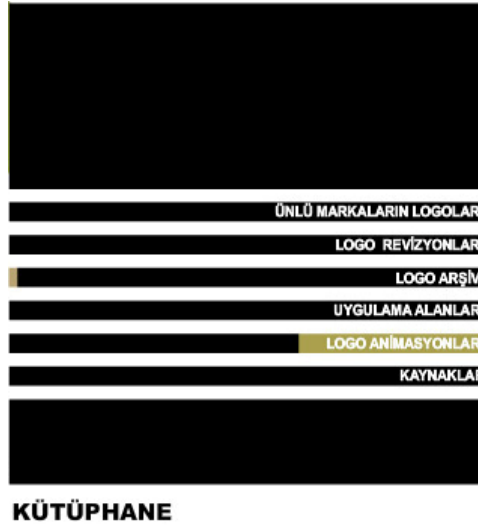 ÜNLÜ MARKALARIN LOGOLAR
LOGO REVİZYONLAR
LOGO ARŞİV
UYGULAMA ALANLAR
LOGO ANİMASYONLAR
KAYNAKLAR
KÜTÜPHANE